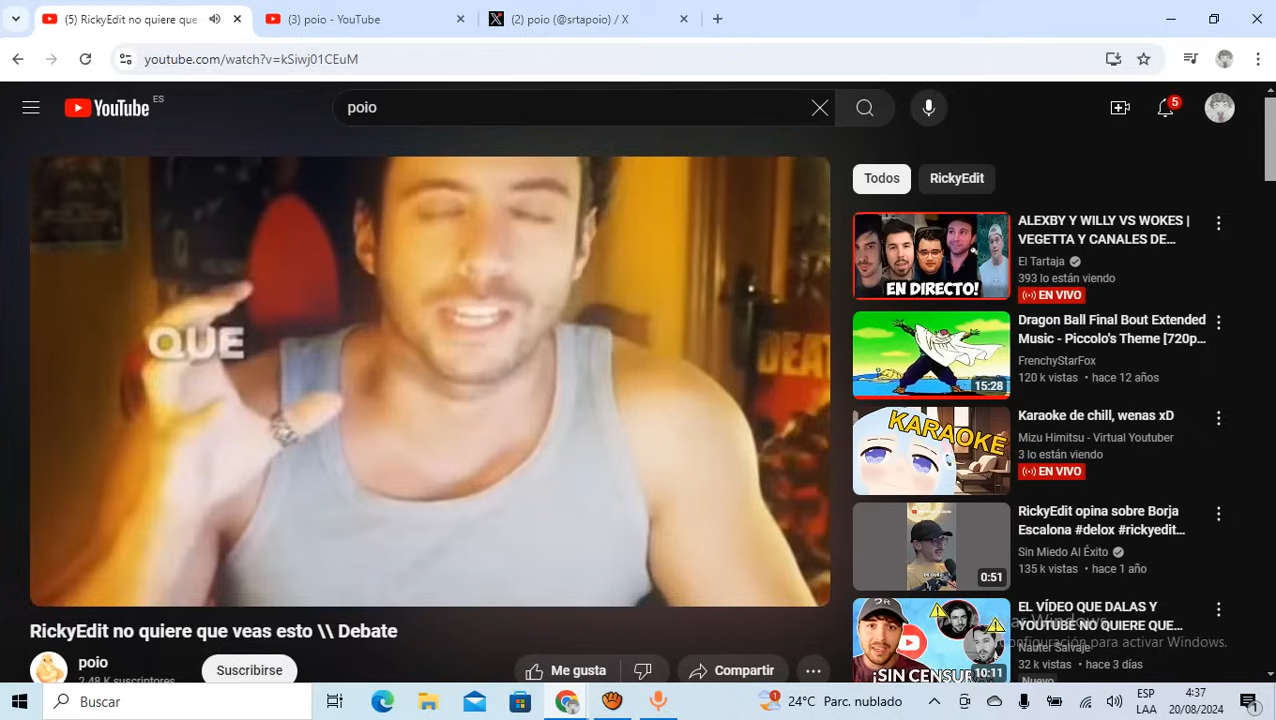 (5) RickyEdit no quiere que
(3) poio - YouTube
(2) poio (@srtapoio) / X
youtube.com/watch?v=kSiwj01CEuM
YouTube ES
poio
5
QUE
Todos
RickyEdit
ALEXBY Y WILLY VS WOKES |
VEGETTA Y CANALES DE...
El Tartaja
393 lo están viendo
EN VIVO
EN DIRECTO!
Dragon Ball Final Bout Extended
Music - Piccolo's Theme [720p...
FrenchyStarFox
120 k vistas • hace 12 años
15:28
Karaoke de chill, wenas xD
Mizu Himitsu - Virtual Youtuber
3 lo están viendo
EN VIVO
KARAOKE
RickyEdit opina sobre Borja
Escalona #delox #rickyedit...
Sin Miedo Al Éxito
135 k vistas • hace 1 año
0:51
EL VÍDEO QUE DALAS Y
YOUTUBE NO QUIERE QUE...
Nauter Salvaje
32 k vistas • hace 3 días
Nuevo
¡SIN CENSURA
10:11
RickyEdit no quiere que veas esto \\ Debate
poio
2,48 K suscriptores
Suscribirse
Me gusta
Compartir
Buscar
24°C Parc. nublado
ESP
LAA
4:37
20/08/2024